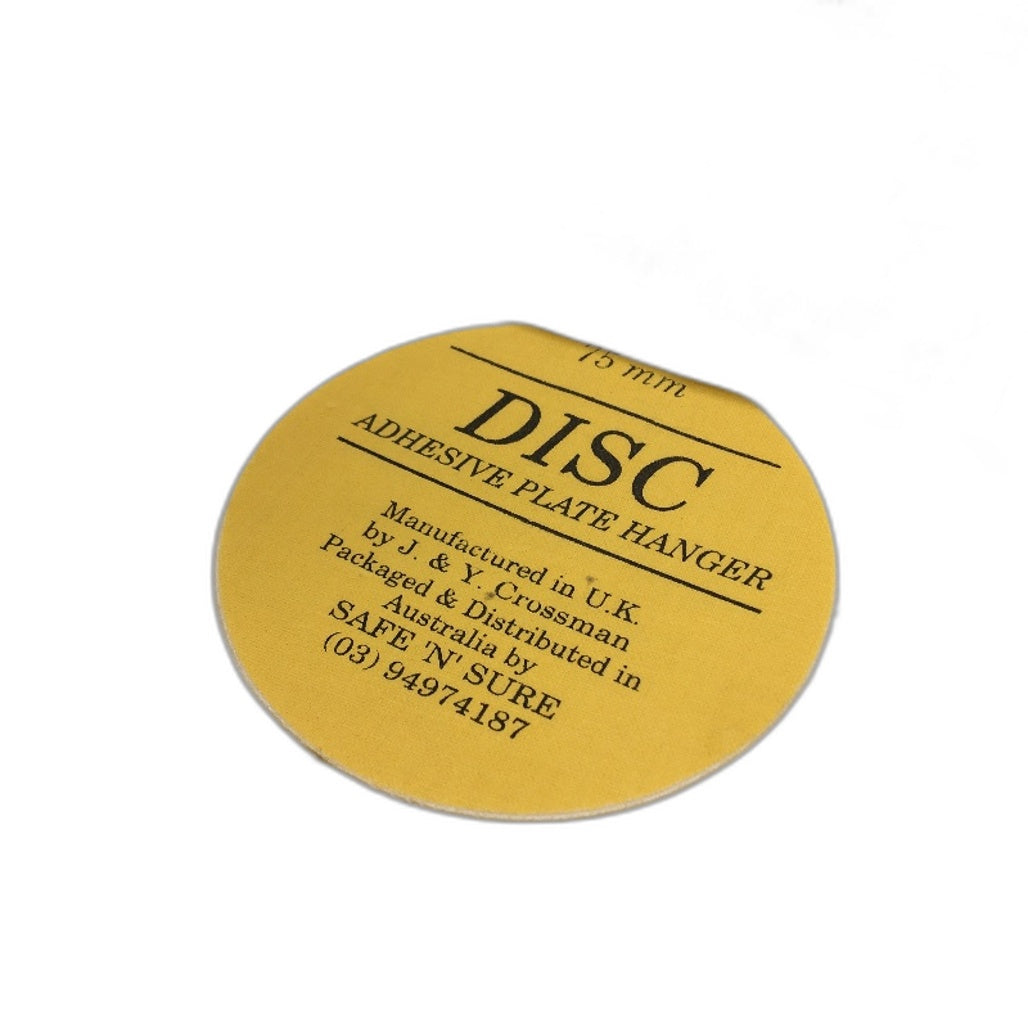 75 mm
DISC
ADHESIVE PLATE HANGER
Manufactured in U.K.
by J. & Y. Crossman
Packaged & Distributed in
Australia by
SAFE 'N' SURE
(03) 94974187